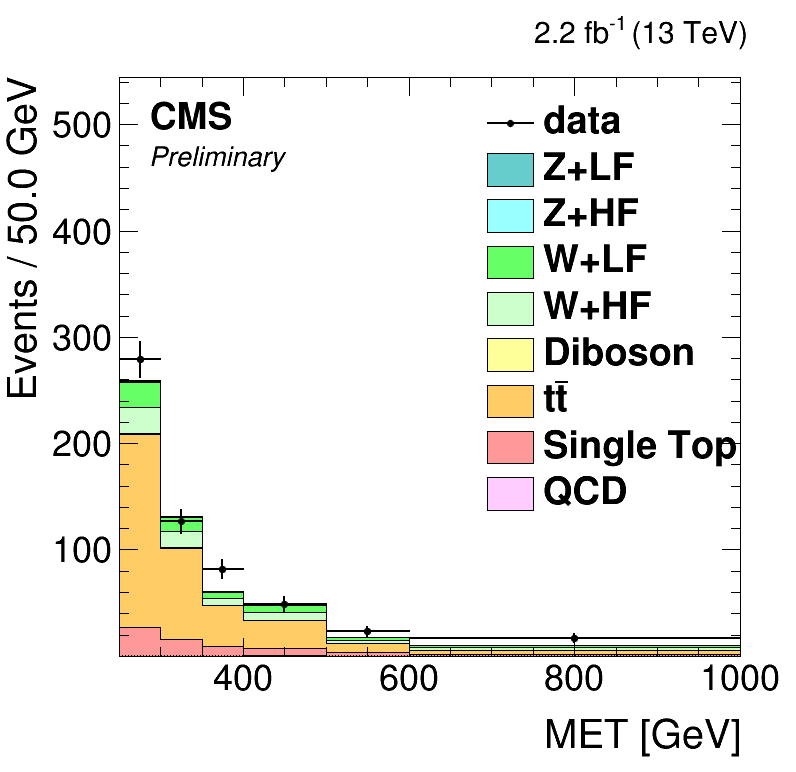 2.2 fb⁻¹ (13 TeV)
CMS
Preliminary
data
Z+LF
Z+HF
W+LF
W+HF
Diboson
tt̄
Single Top
QCD
Events / 50.0 GeV
500
400
300
200
100
400 600 800 1000
MET [GeV]